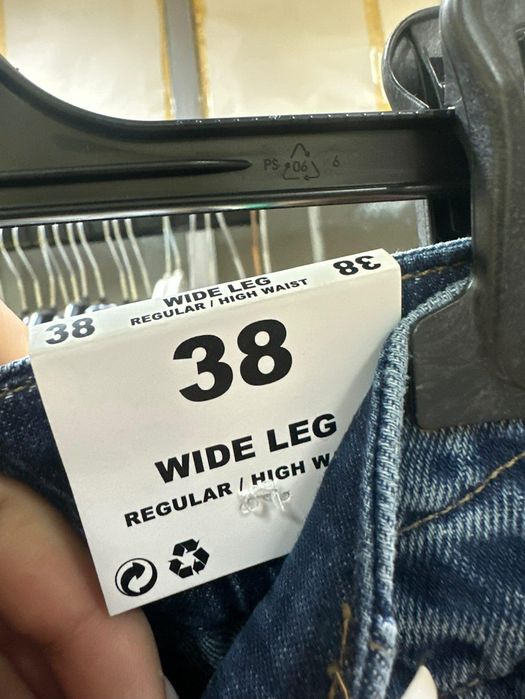 PS 06 6
38 WIDE LEG 38
REGULAR / HIGH WAIST
38
WIDE LEG
REGULAR / HIGH W